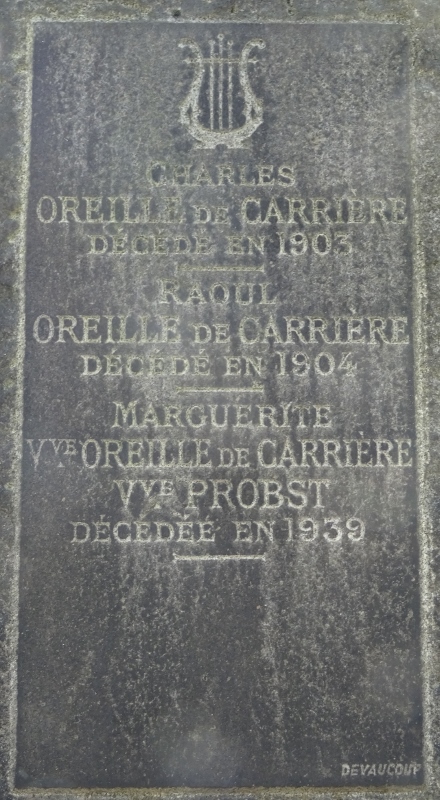 CHARLES
OREILLE DE CARRIÈRE
DÉCÉDÉ EN 1903
RAOUL
OREILLE DE CARRIÈRE
DÉCÉDÉ EN 1904
MARGUERITE
VVE OREILLE DE CARRIÈRE
VVE PROBST
DÉCÉDÉE EN 1939
DEVAUCOUP